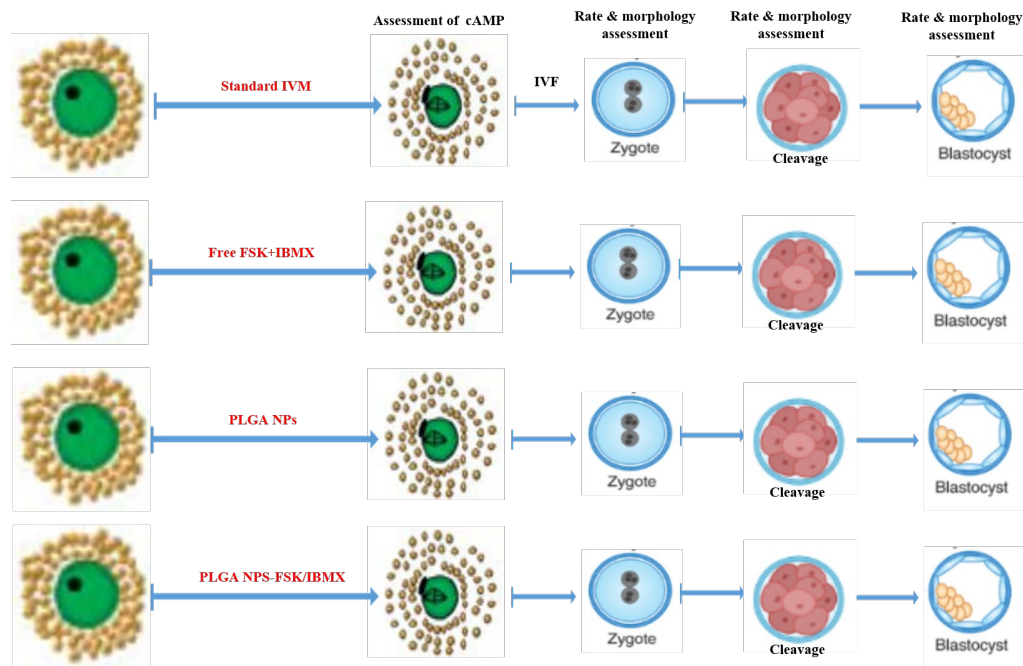 Assessment of cAMP
Rate & morphology
assessment
Rate & morphology
assessment
Rate & morphology
assessment
Standard IVM
IVF
Zygote
Cleavage
Blastocyst
Free FSK+IBMX
Zygote
Cleavage
Blastocyst
PLGA NPs
Zygote
Cleavage
Blastocyst
PLGA NPS-FSK/IBMX
Zygote
Cleavage
Blastocyst